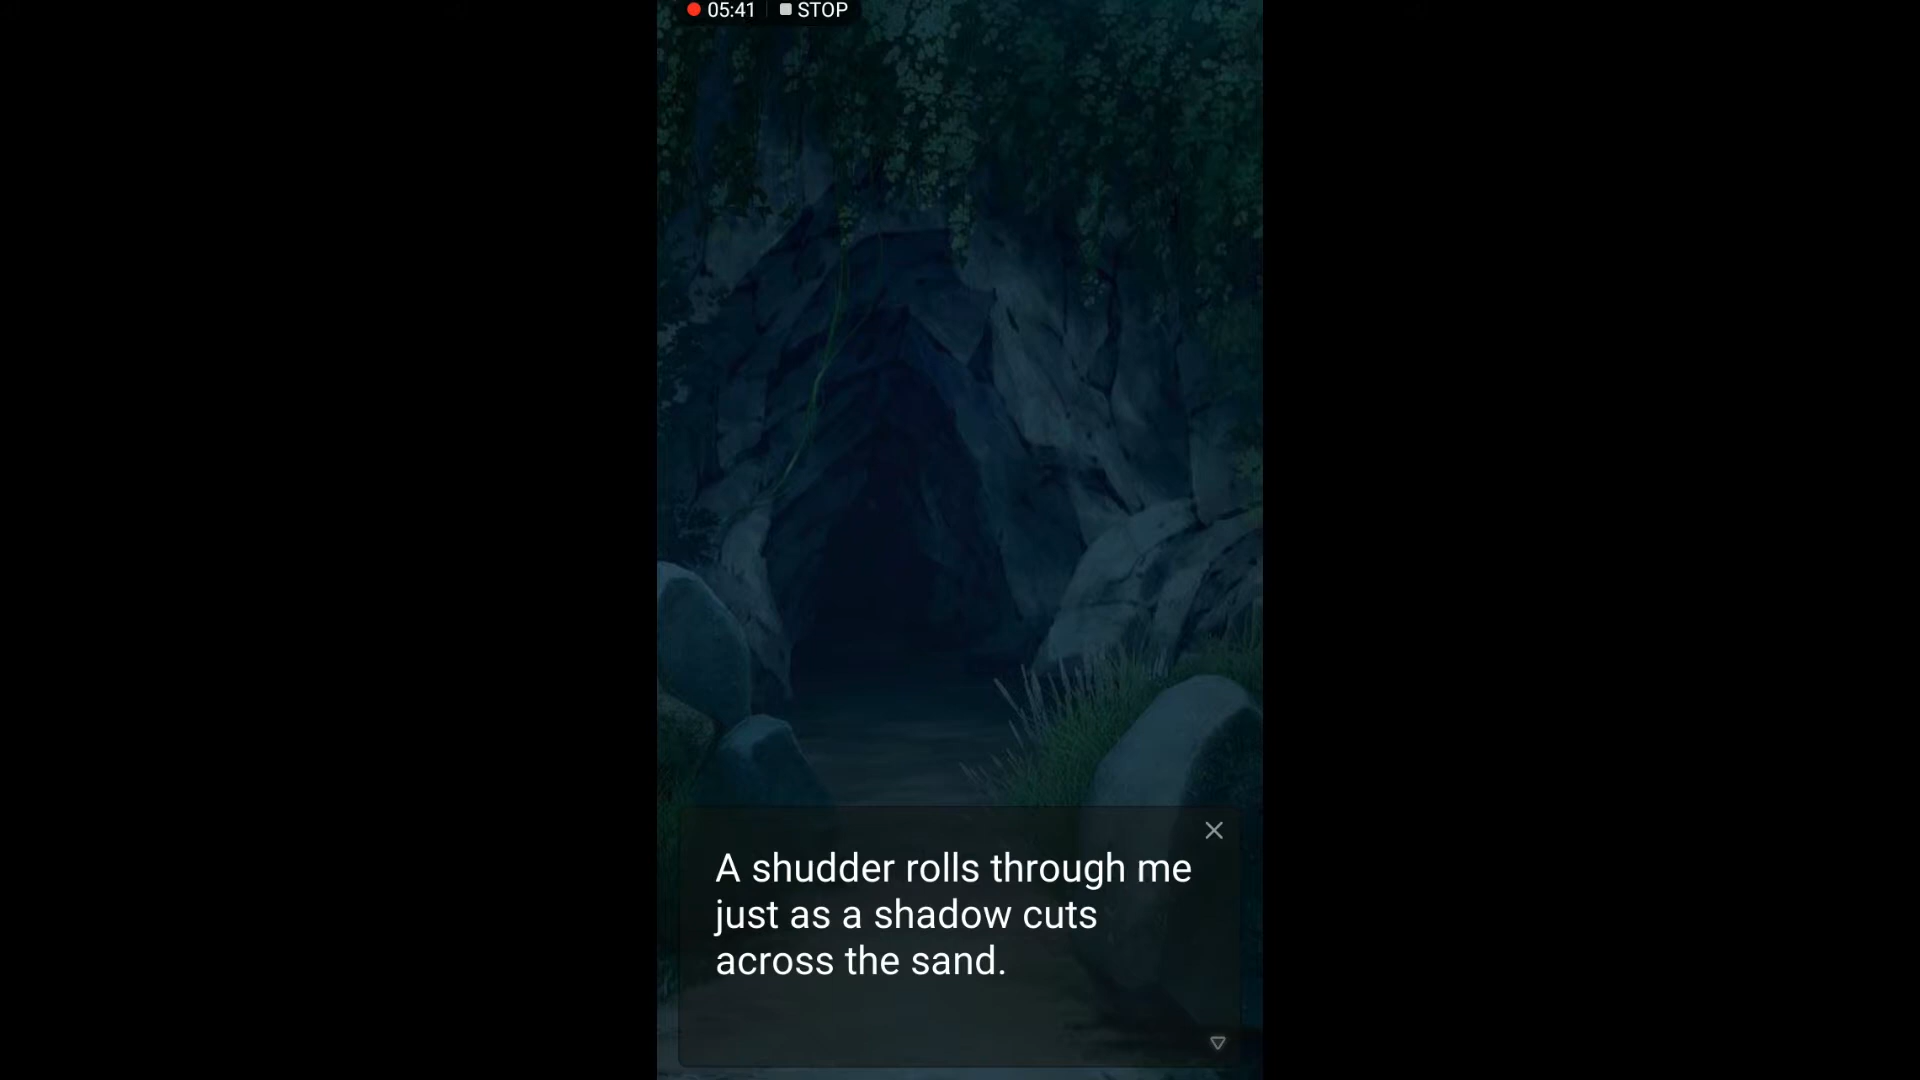 05:41 STOP
A shudder rolls through me
just as a shadow cuts
across the sand.